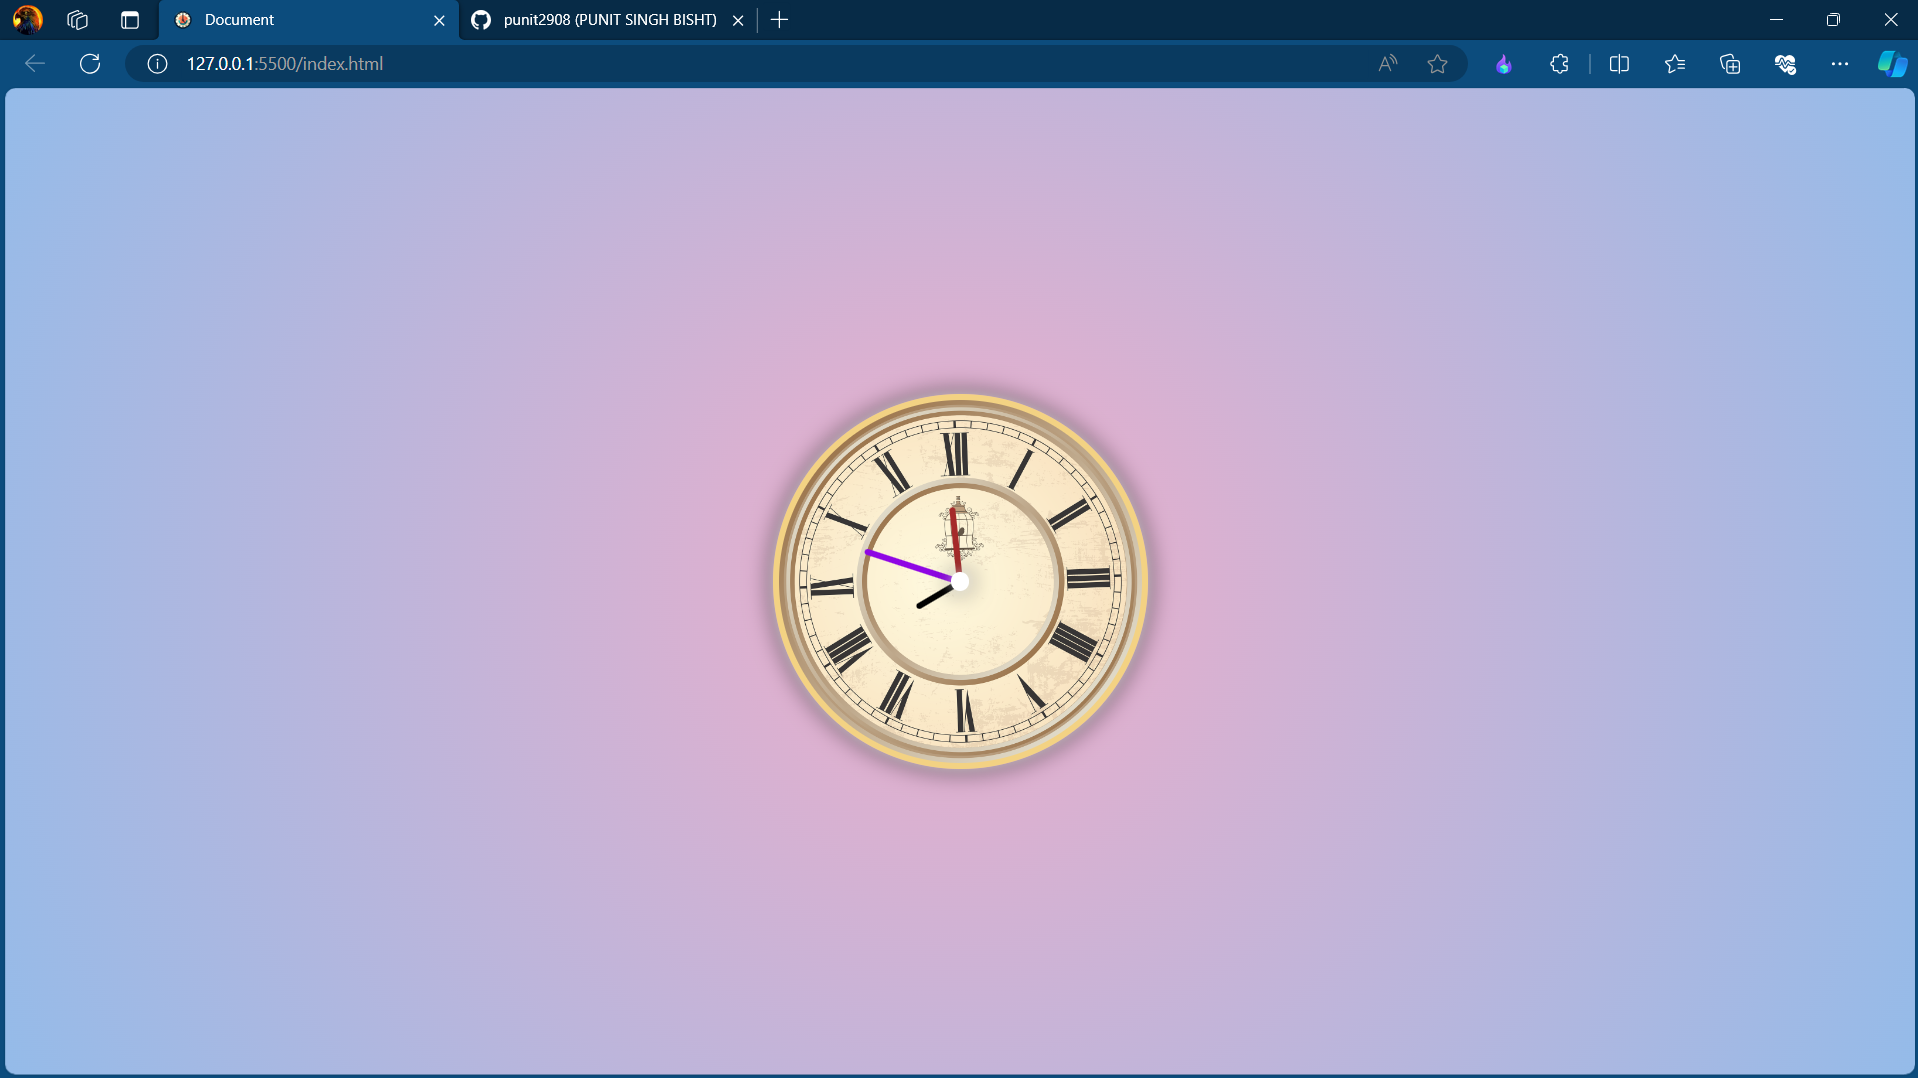 Document
punit2908 (PUNIT SINGH BISHT)
127.0.0.1:5500/index.html
XII
I
II
III
IIII
V
VI
VII
VIII
IX
X
XI